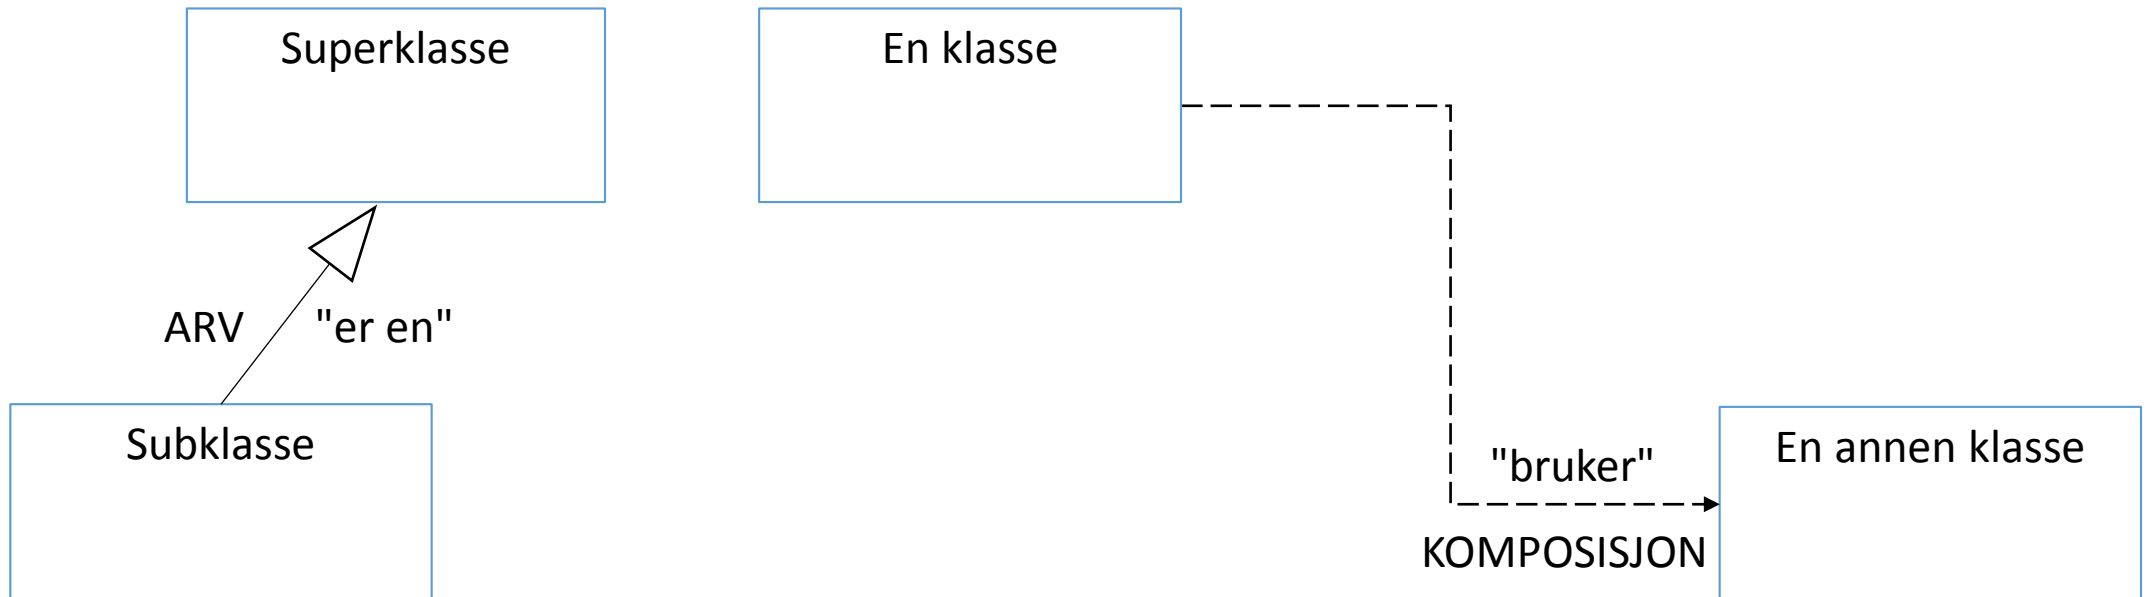 Superklasse
En klasse
ARV
"er en"
Subklasse
"bruker"
En annen klasse
KOMPOSISJON